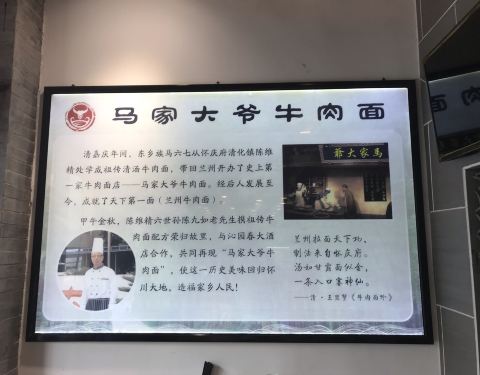 马家大爷牛肉面
清嘉庆年间，东乡族马六七从怀庆府清化镇陈维
精处学成祖传清汤牛肉面，带回兰州开办了史上第
一家牛肉面店——马家大爷牛肉面。经后人发展至
今，成就了天下第一面（兰州牛肉面）。
甲午金秋，陈维精六世孙陈九如老先生携祖传牛
肉面配方荣归故里，与沁园春大酒
店合作，共同再现“马家大爷牛
肉面”，使这一历史美味回归怀
川大地，造福家乡人民！
馬家大爺
兰州拉面天下功，
制法来自怀庆府。
汤如甘露面似金，
一条入口赛神仙。
——清·王亶望《牛肉面吟》